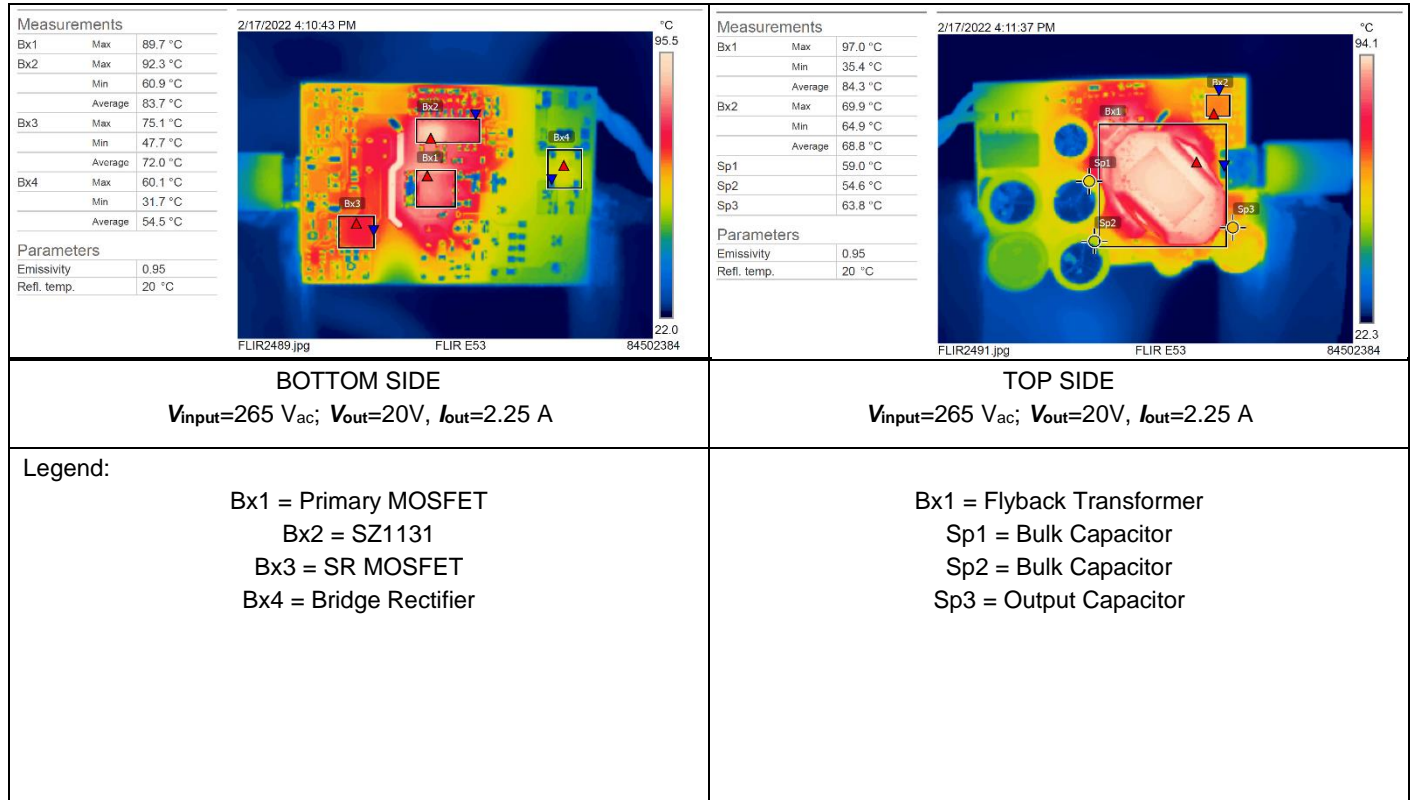 Measurements
Bx1 Max 89.7 °C
Bx2 Max 92.3 °C
Min 60.9 °C
Average 83.7 °C
Bx3 Max 75.1 °C
Min 47.7 °C
Average 72.0 °C
Bx4 Max 60.1 °C
Min 31.7 °C
Average 54.5 °C
Parameters
Emissivity 0.95
Refl. temp. 20 °C
2/17/2022 4:10:43 PM °C
95.5
Bx2
Bx4
Bx1
Bx3
22.0
FLIR2489.jpg FLIR E53 84502384
Measurements
Bx1 Max 97.0 °C
Min 35.4 °C
Average 84.3 °C
Bx2 Max 69.9 °C
Min 64.9 °C
Average 68.8 °C
Sp1 59.0 °C
Sp2 54.6 °C
Sp3 63.8 °C
Parameters
Emissivity 0.95
Refl. temp. 20 °C
2/17/2022 4:11:37 PM °C
94.1
Bx2
Bx1
Sp1
Sp3
Sp2
22.3
FLIR2491.jpg FLIR E53 84502384
BOTTOM SIDE
Vinput=265 Vac; Vout=20V, Iout=2.25 A
TOP SIDE
Vinput=265 Vac; Vout=20V, Iout=2.25 A
Legend:
Bx1 = Primary MOSFET
Bx2 = SZ1131
Bx3 = SR MOSFET
Bx4 = Bridge Rectifier
Bx1 = Flyback Transformer
Sp1 = Bulk Capacitor
Sp2 = Bulk Capacitor
Sp3 = Output Capacitor